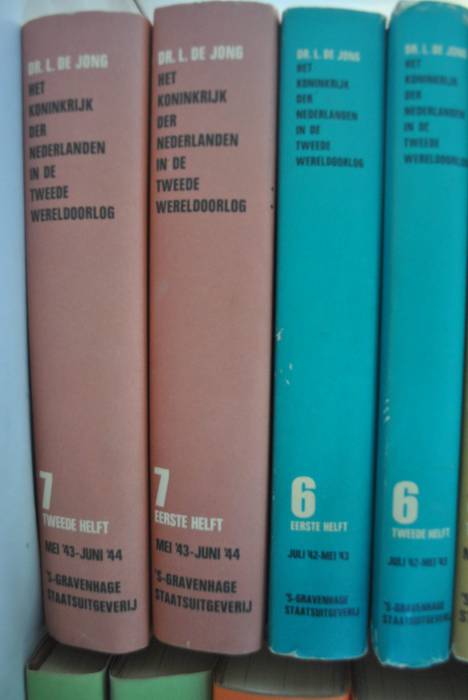 DR. L. DE JONG
HET
KONINKRIJK
DER
NEDERLANDEN
IN DE
TWEEDE
WERELDOORLOG
7
TWEEDE HELFT
MEI '43-JUNI '44
'S-GRAVENHAGE
STAATSUITGEVERIJ
DR. L. DE JONG
HET
KONINKRIJK
DER
NEDERLANDEN
IN DE
TWEEDE
WERELDOORLOG
7
EERSTE HELFT
MEI '43-JUNI '44
'S-GRAVENHAGE
STAATSUITGEVERIJ
DR. L. DE JONG
HET
KONINKRIJK
DER
NEDERLANDEN
IN DE
TWEEDE
WERELDOORLOG
6
EERSTE HELFT
JULI '42-MEI '43
'S-GRAVENHAGE
STAATSUITGEVERIJ
DR. L. DE JONG
HET
KONINKRIJK
DER
NEDERLANDEN
IN DE
TWEEDE
WERELDOORLOG
6
TWEEDE HELFT
JULI '42-MEI '43
'S-GRAVENHAGE
STAATSUITGEVERIJ